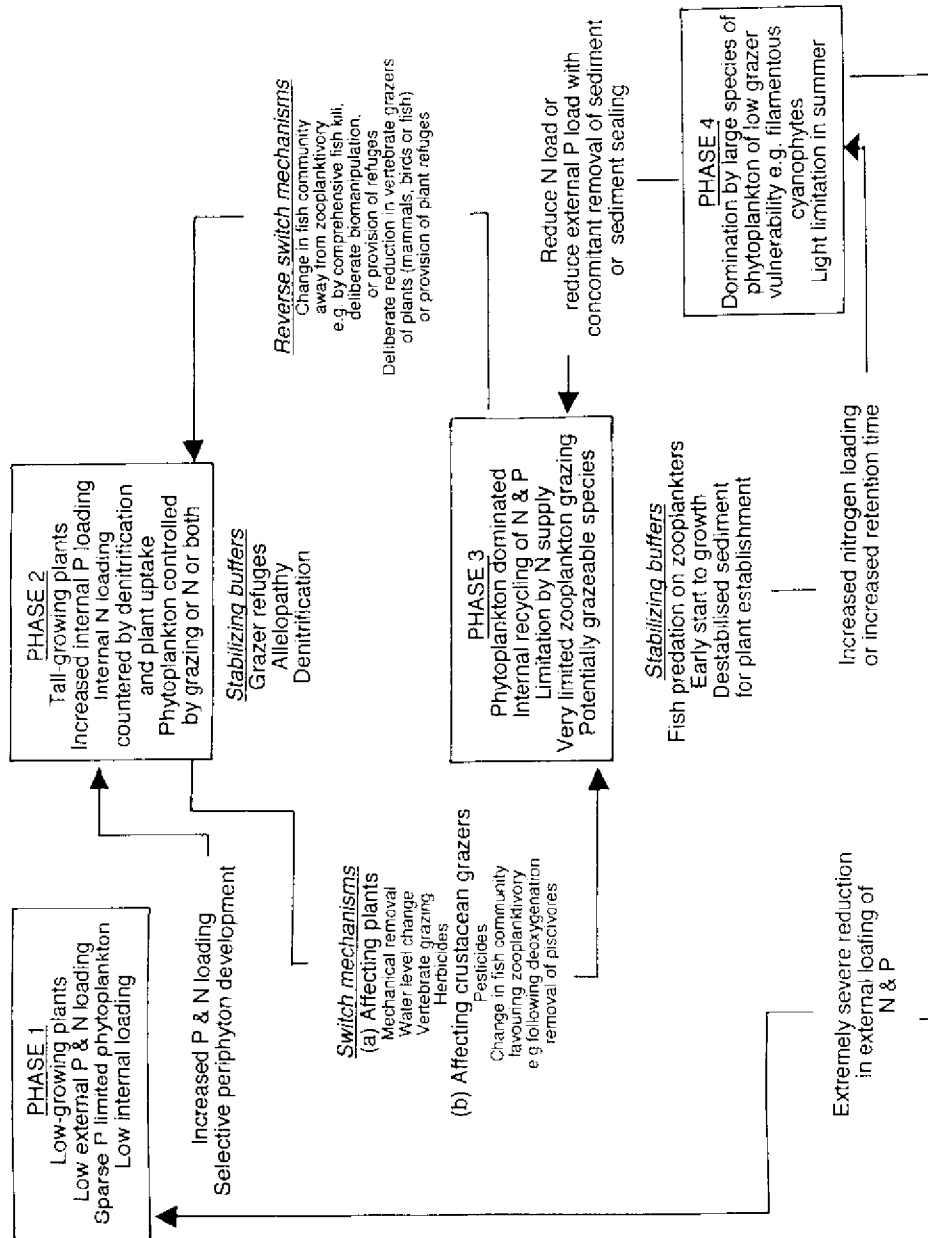 PHASE 1
Low-growing plants
Low external P & N loading
Sparse P limited phytoplankton
Low internal loading
Increased P & N loading
Selective periphyton development
PHASE 2
Tall-growing plants
Increased internal P loading
Internal N loading
countered by denitrification
and plant uptake
Phytoplankton controlled
by grazing or N or both
Stabilizing buffers
Grazer refuges
Allelopathy
Denitrification
Reverse switch mechanisms
Change in fish community
away from zooplanktivory
e.g. by comprehensive fish kill,
deliberate biomanipulation,
or provision of refuges
Deliberate reduction in vertebrate grazers
of plants (mammals, birds or fish)
or provision of plant refuges
Switch mechanisms
(a) Affecting plants
Mechanical removal
Water level change
Vertebrate grazing
Herbicides
(b) Affecting crustacean grazers
Pesticides
Change in fish community
favouring zooplanktivory
e.g following deoxygenation
removal of piscivores
PHASE 3
Phytoplankton dominated
Internal recycling of N & P
Limitation by N supply
Very limited zooplankton grazing
Potentially grazeable species
Stabilizing buffers
Fish predation on zooplankters
Early start to growth
Destabilised sediment
for plant establishment
Reduce N load or
reduce external P load with
concomitant removal of sediment
or sediment sealing
Increased nitrogen loading
or increased retention time
PHASE 4
Domination by large species of
phytoplankton of low grazer
vulnerability e.g. filamentous
cyanophytes
Light limitation in summer
Extremely severe reduction
in external loafing of
N & P